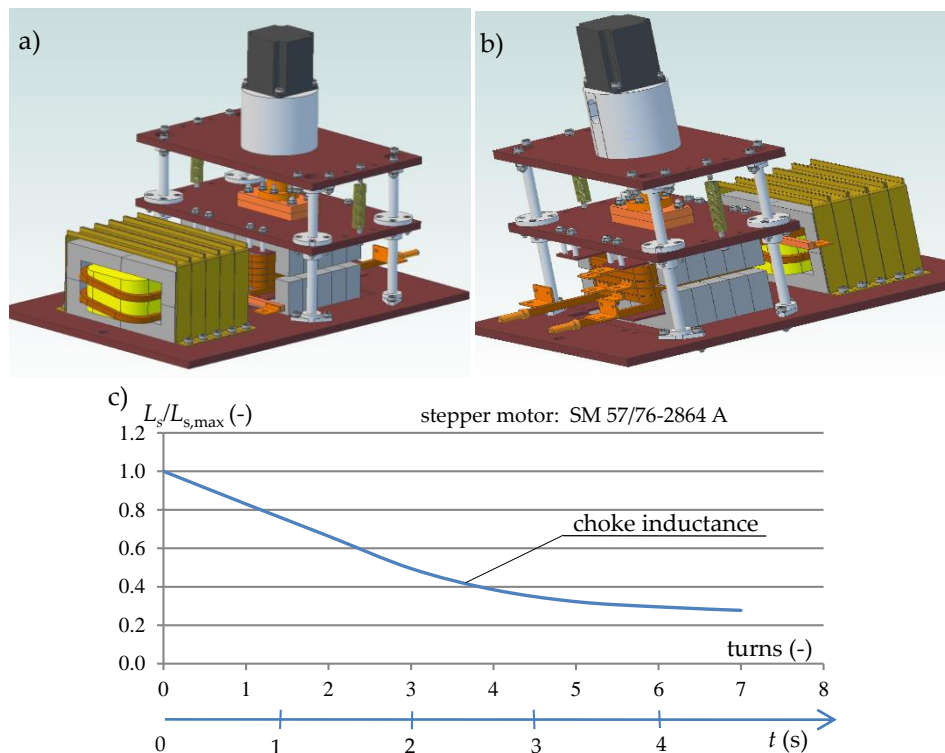 a)
b)
c)
Lₛ/Lₛ,ₘₐₓ (-)
stepper motor: SM 57/76-2864 A
1.2
1.0
0.8
choke inductance
0.6
0.4
0.2
turns (-)
0.0
0 1 2 3 4 5 6 7 8
0 1 2 3 4 t (s)